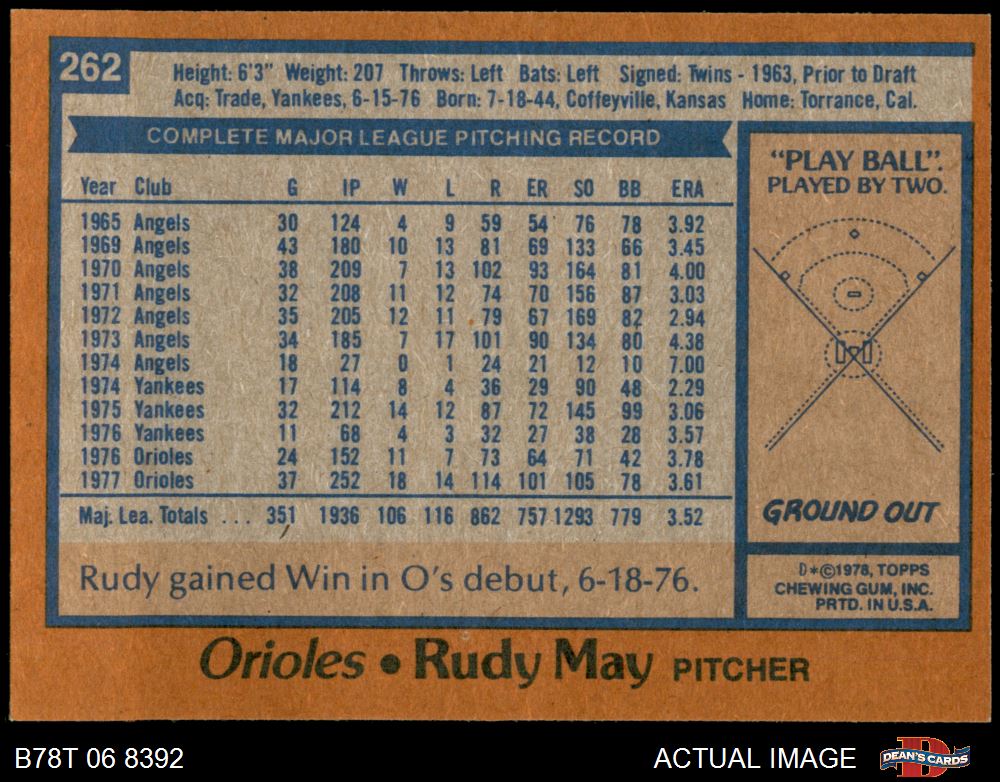 262
Height: 6'3" Weight: 207 Throws: Left Bats: Left Signed: Twins - 1963, Prior to Draft
Acq: Trade, Yankees, 6-15-76 Born: 7-18-44, Coffeyville, Kansas Home: Torrance, Cal.
COMPLETE MAJOR LEAGUE PITCHING RECORD
Year Club G IP W L R ER SO BB ERA
1965 Angels 30 124 4 9 59 54 76 78 3.92
1969 Angels 43 180 10 13 81 69 133 66 3.45
1970 Angels 38 209 7 13 102 93 164 81 4.00
1971 Angels 32 208 11 12 74 70 156 87 3.03
1972 Angels 35 205 12 11 79 67 169 82 2.94
1973 Angels 34 185 7 17 101 90 134 80 4.38
1974 Angels 18 27 0 1 24 21 12 10 7.00
1974 Yankees 17 114 8 4 36 29 90 48 2.29
1975 Yankees 32 212 14 12 87 72 145 99 3.06
1976 Yankees 11 68 4 3 32 27 38 28 3.57
1976 Orioles 24 152 11 7 73 64 71 42 3.78
1977 Orioles 37 252 18 14 114 101 105 78 3.61
Maj. Lea. Totals ... 351 1936 106 116 862 757 1293 779 3.52
Rudy gained Win in O's debut, 6-18-76.
"PLAY BALL".
PLAYED BY TWO.
GROUND OUT
D*©1978, TOPPS
CHEWING GUM, INC.
PRTD. IN U.S.A.
Orioles • Rudy May PITCHER
B78T 06 8392
ACTUAL IMAGE
DEAN'S CARDS